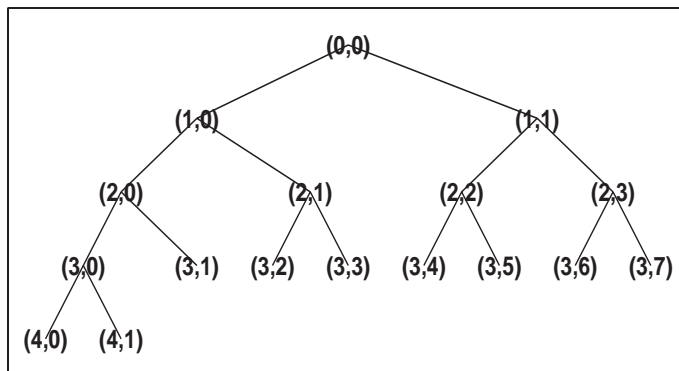 (0,0)
(1,0) (1,1)
(2,0) (2,1) (2,2) (2,3)
(3,0) (3,1) (3,2) (3,3) (3,4) (3,5) (3,6) (3,7)
(4,0) (4,1)